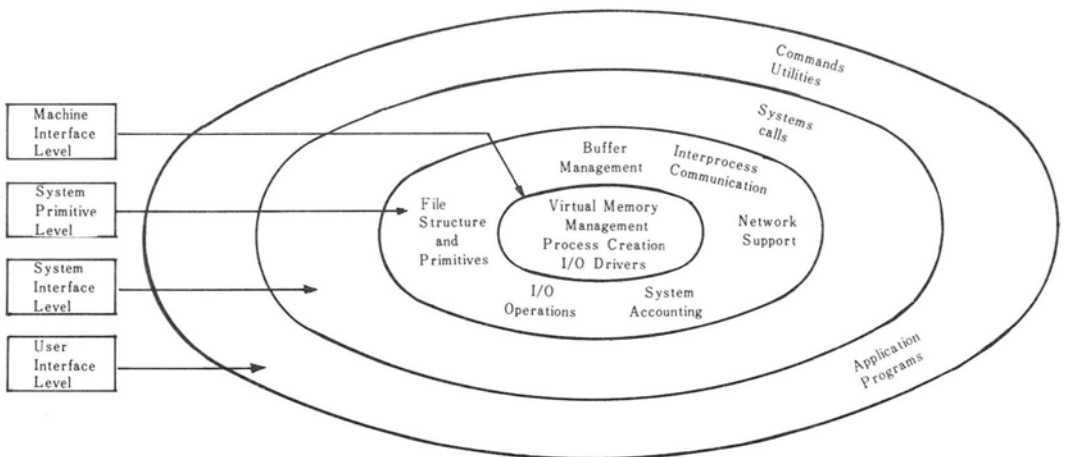 Machine
Interface
Level
System
Primitive
Level
System
Interface
Level
User
Interface
Level
Commands
Utilities
Systems
calls
Buffer
Management
Interprocess
Communication
File
Structure
and
Primitives
Virtual Memory
Management
Process Creation
I/O Drivers
Network
Support
I/O
Operations
System
Accounting
Application
Programs